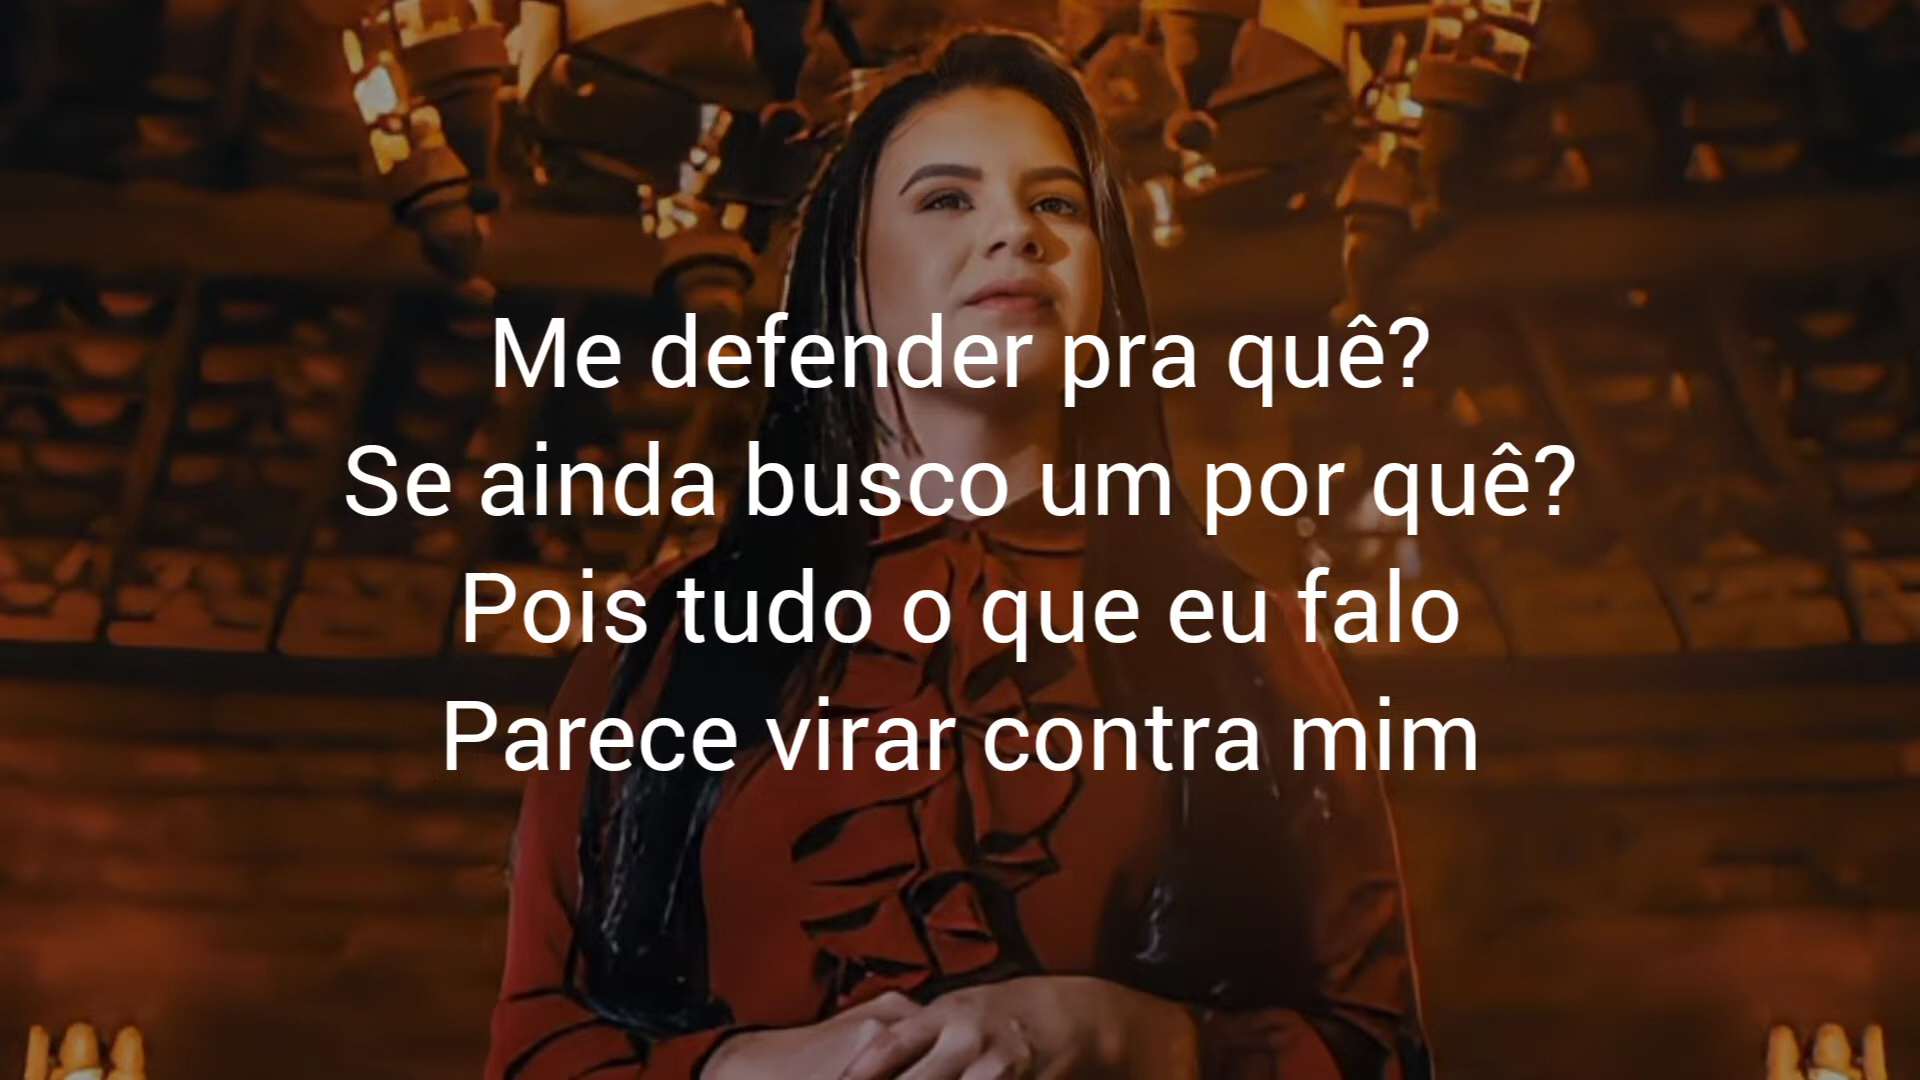 Me defender pra quê?
Se ainda busco um por quê?
Pois tudo o que eu falo
Parece virar contra mim